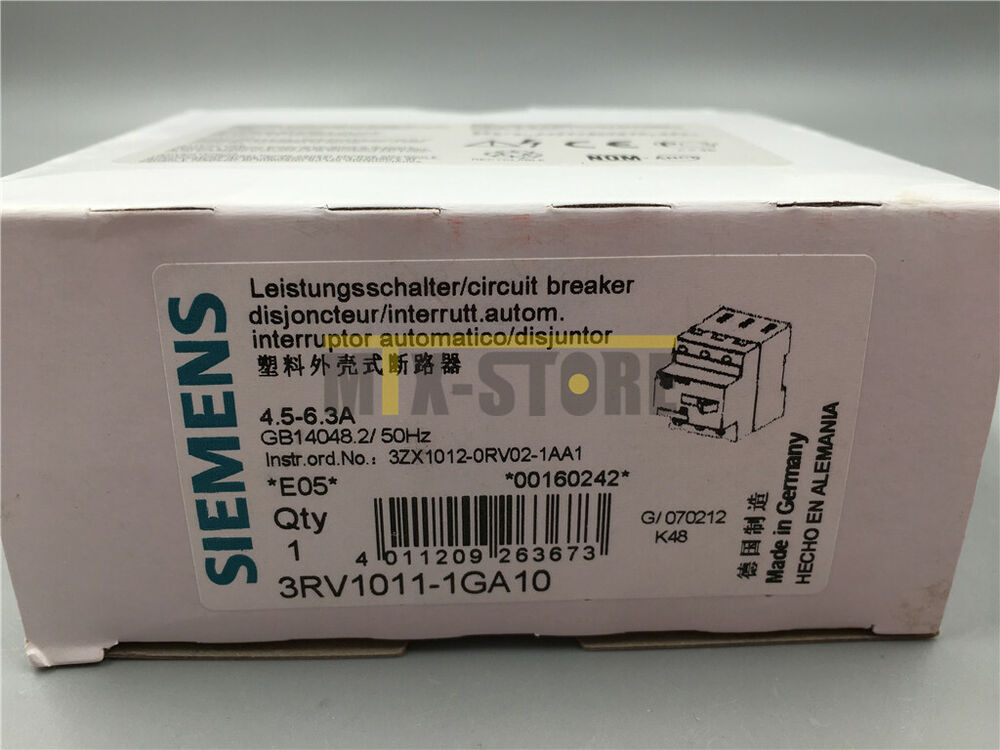 NON-
SIEMENS
Leistungsschalter/circuit breaker
disjoncteur/interrutt.autom.
interruptor automatico/disjuntor
塑料外壳式断路器
MTX-STORE
4.5-6.3A
GB14048.2/ 50Hz
Instr.ord.No.: 3ZX1012-0RV02-1AA1
*E05* *00160242*
Qty
1
4 011209 263673
G/ 070212
K48
3RV1011-1GA10
德国制造
Made in Germany
HECHO EN ALEMANIA